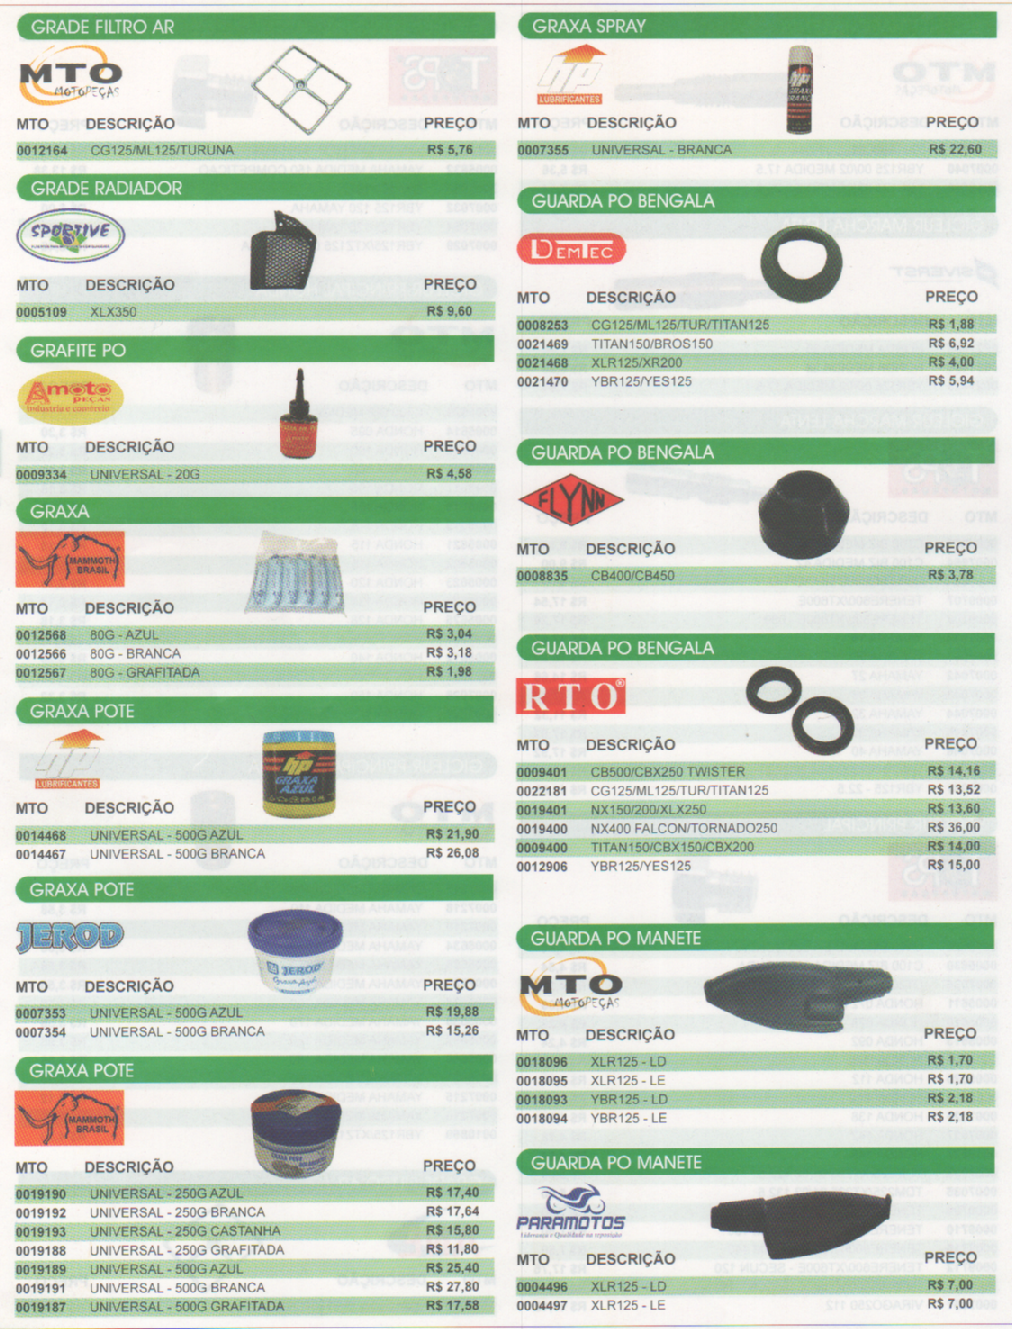 GRADE FILTRO AR
MTO
MOTOPEÇAS
MTO DESCRIÇÃO PREÇO
0012164 CG125/ML125/TURUNA R$ 5,76
GRADE RADIADOR
SPORTIVE
MTO DESCRIÇÃO PREÇO
0005109 XLX350 R$ 9,60
GRAFITE PO
Amoto
PEÇAS
industria e comércio
MTO DESCRIÇÃO PREÇO
0009334 UNIVERSAL - 20G R$ 4,58
GRAXA
MAMMOTH
BRASIL
MTO DESCRIÇÃO PREÇO
0012568 80G - AZUL R$ 3,04
0012566 80G - BRANCA R$ 3,18
0012567 80G - GRAFITADA R$ 1,98
GRAXA POTE
hp
LUBRIFICANTES
hp
GRAXA
AZUL
MTO DESCRIÇÃO PREÇO
0014468 UNIVERSAL - 500G AZUL R$ 21,90
0014467 UNIVERSAL - 500G BRANCA R$ 26,08
GRAXA POTE
JEROD
JEROD
Graxa Azul
MTO DESCRIÇÃO PREÇO
0007353 UNIVERSAL - 500G AZUL R$ 19,88
0007354 UNIVERSAL - 500G BRANCA R$ 15,26
GRAXA POTE
MAMMOTH
BRASIL
MTO DESCRIÇÃO PREÇO
0019190 UNIVERSAL - 250G AZUL R$ 17,40
0019192 UNIVERSAL - 250G BRANCA R$ 17,64
0019193 UNIVERSAL - 250G CASTANHA R$ 15,80
0019188 UNIVERSAL - 250G GRAFITADA R$ 11,80
0019189 UNIVERSAL - 500G AZUL R$ 25,40
0019191 UNIVERSAL - 500G BRANCA R$ 27,80
0019187 UNIVERSAL - 500G GRAFITADA R$ 17,58
GRAXA SPRAY
hp
LUBRIFICANTES
hp
GRAXA
BRANCA
MTO DESCRIÇÃO PREÇO
0007355 UNIVERSAL - BRANCA R$ 22,60
GUARDA PO BENGALA
DEMTEC
MTO DESCRIÇÃO PREÇO
0008253 CG125/ML125/TUR/TITAN125 R$ 1,88
0021469 TITAN150/BROS150 R$ 6,92
0021468 XLR125/XR200 R$ 4,00
0021470 YBR125/YES125 R$ 5,94
GUARDA PO BENGALA
FLYNN
MTO DESCRIÇÃO PREÇO
0008835 CB400/CB450 R$ 3,78
GUARDA PO BENGALA
RTO®
MTO DESCRIÇÃO PREÇO
0009401 CB500/CBX250 TWISTER R$ 14,16
0022181 CG125/ML125/TUR/TITAN125 R$ 13,52
0019401 NX150/200/XLX250 R$ 13,60
0019400 NX400 FALCON/TORNADO250 R$ 36,00
0009400 TITAN150/CBX150/CBX200 R$ 14,00
0012906 YBR125/YES125 R$ 15,00
GUARDA PO MANETE
MTO
MOTOPEÇAS
MTO DESCRIÇÃO PREÇO
0018096 XLR125 - LD R$ 1,70
0018095 XLR125 - LE R$ 1,70
0018093 YBR125 - LD R$ 2,18
0018094 YBR125 - LE R$ 2,18
GUARDA PO MANETE
PARAMOTOS
Liderança e Qualidade na reposição
MTO DESCRIÇÃO PREÇO
0004496 XLR125 - LD R$ 7,00
0004497 XLR125 - LE R$ 7,00